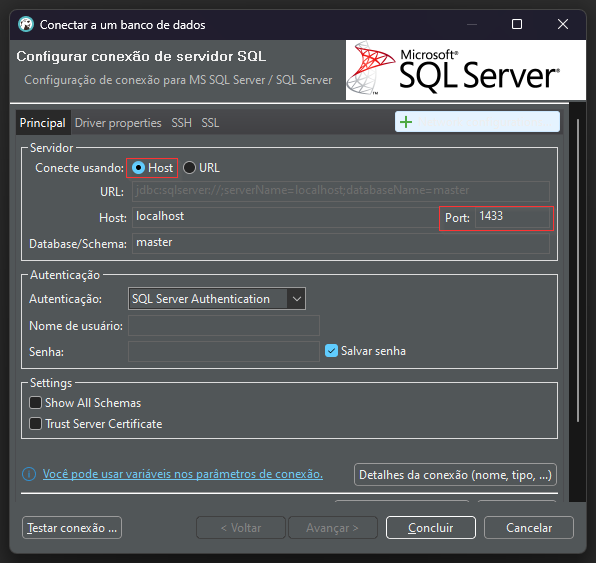 Conectar a um banco de dados
Configurar conexão de servidor SQL
Configuração de conexão para MS SQL Server / SQL Server
Microsoft®
SQL Server®
Principal Driver properties SSH SSL
Servidor
Conecte usando: Host URL
URL: jdbc:sqlserver://;serverName=localhost;databaseName=master
Host: localhost Port: 1433
Database/Schema: master
Autenticação
Autenticação: SQL Server Authentication
Nome de usuário:
Senha: Salvar senha
Settings
Show All Schemas
Trust Server Certificate
Você pode usar variáveis nos parâmetros de conexão. Detalhes da conexão (nome, tipo, ...)
Testar conexão ... < Voltar Avançar > Concluir Cancelar